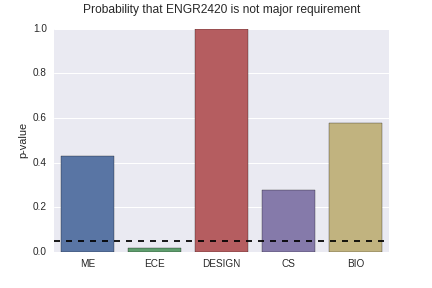 Probability that ENGR2420 is not major requirement
1.0
0.8
0.6
0.4
0.2
0.0
p-value
ME ECE DESIGN CS BIO